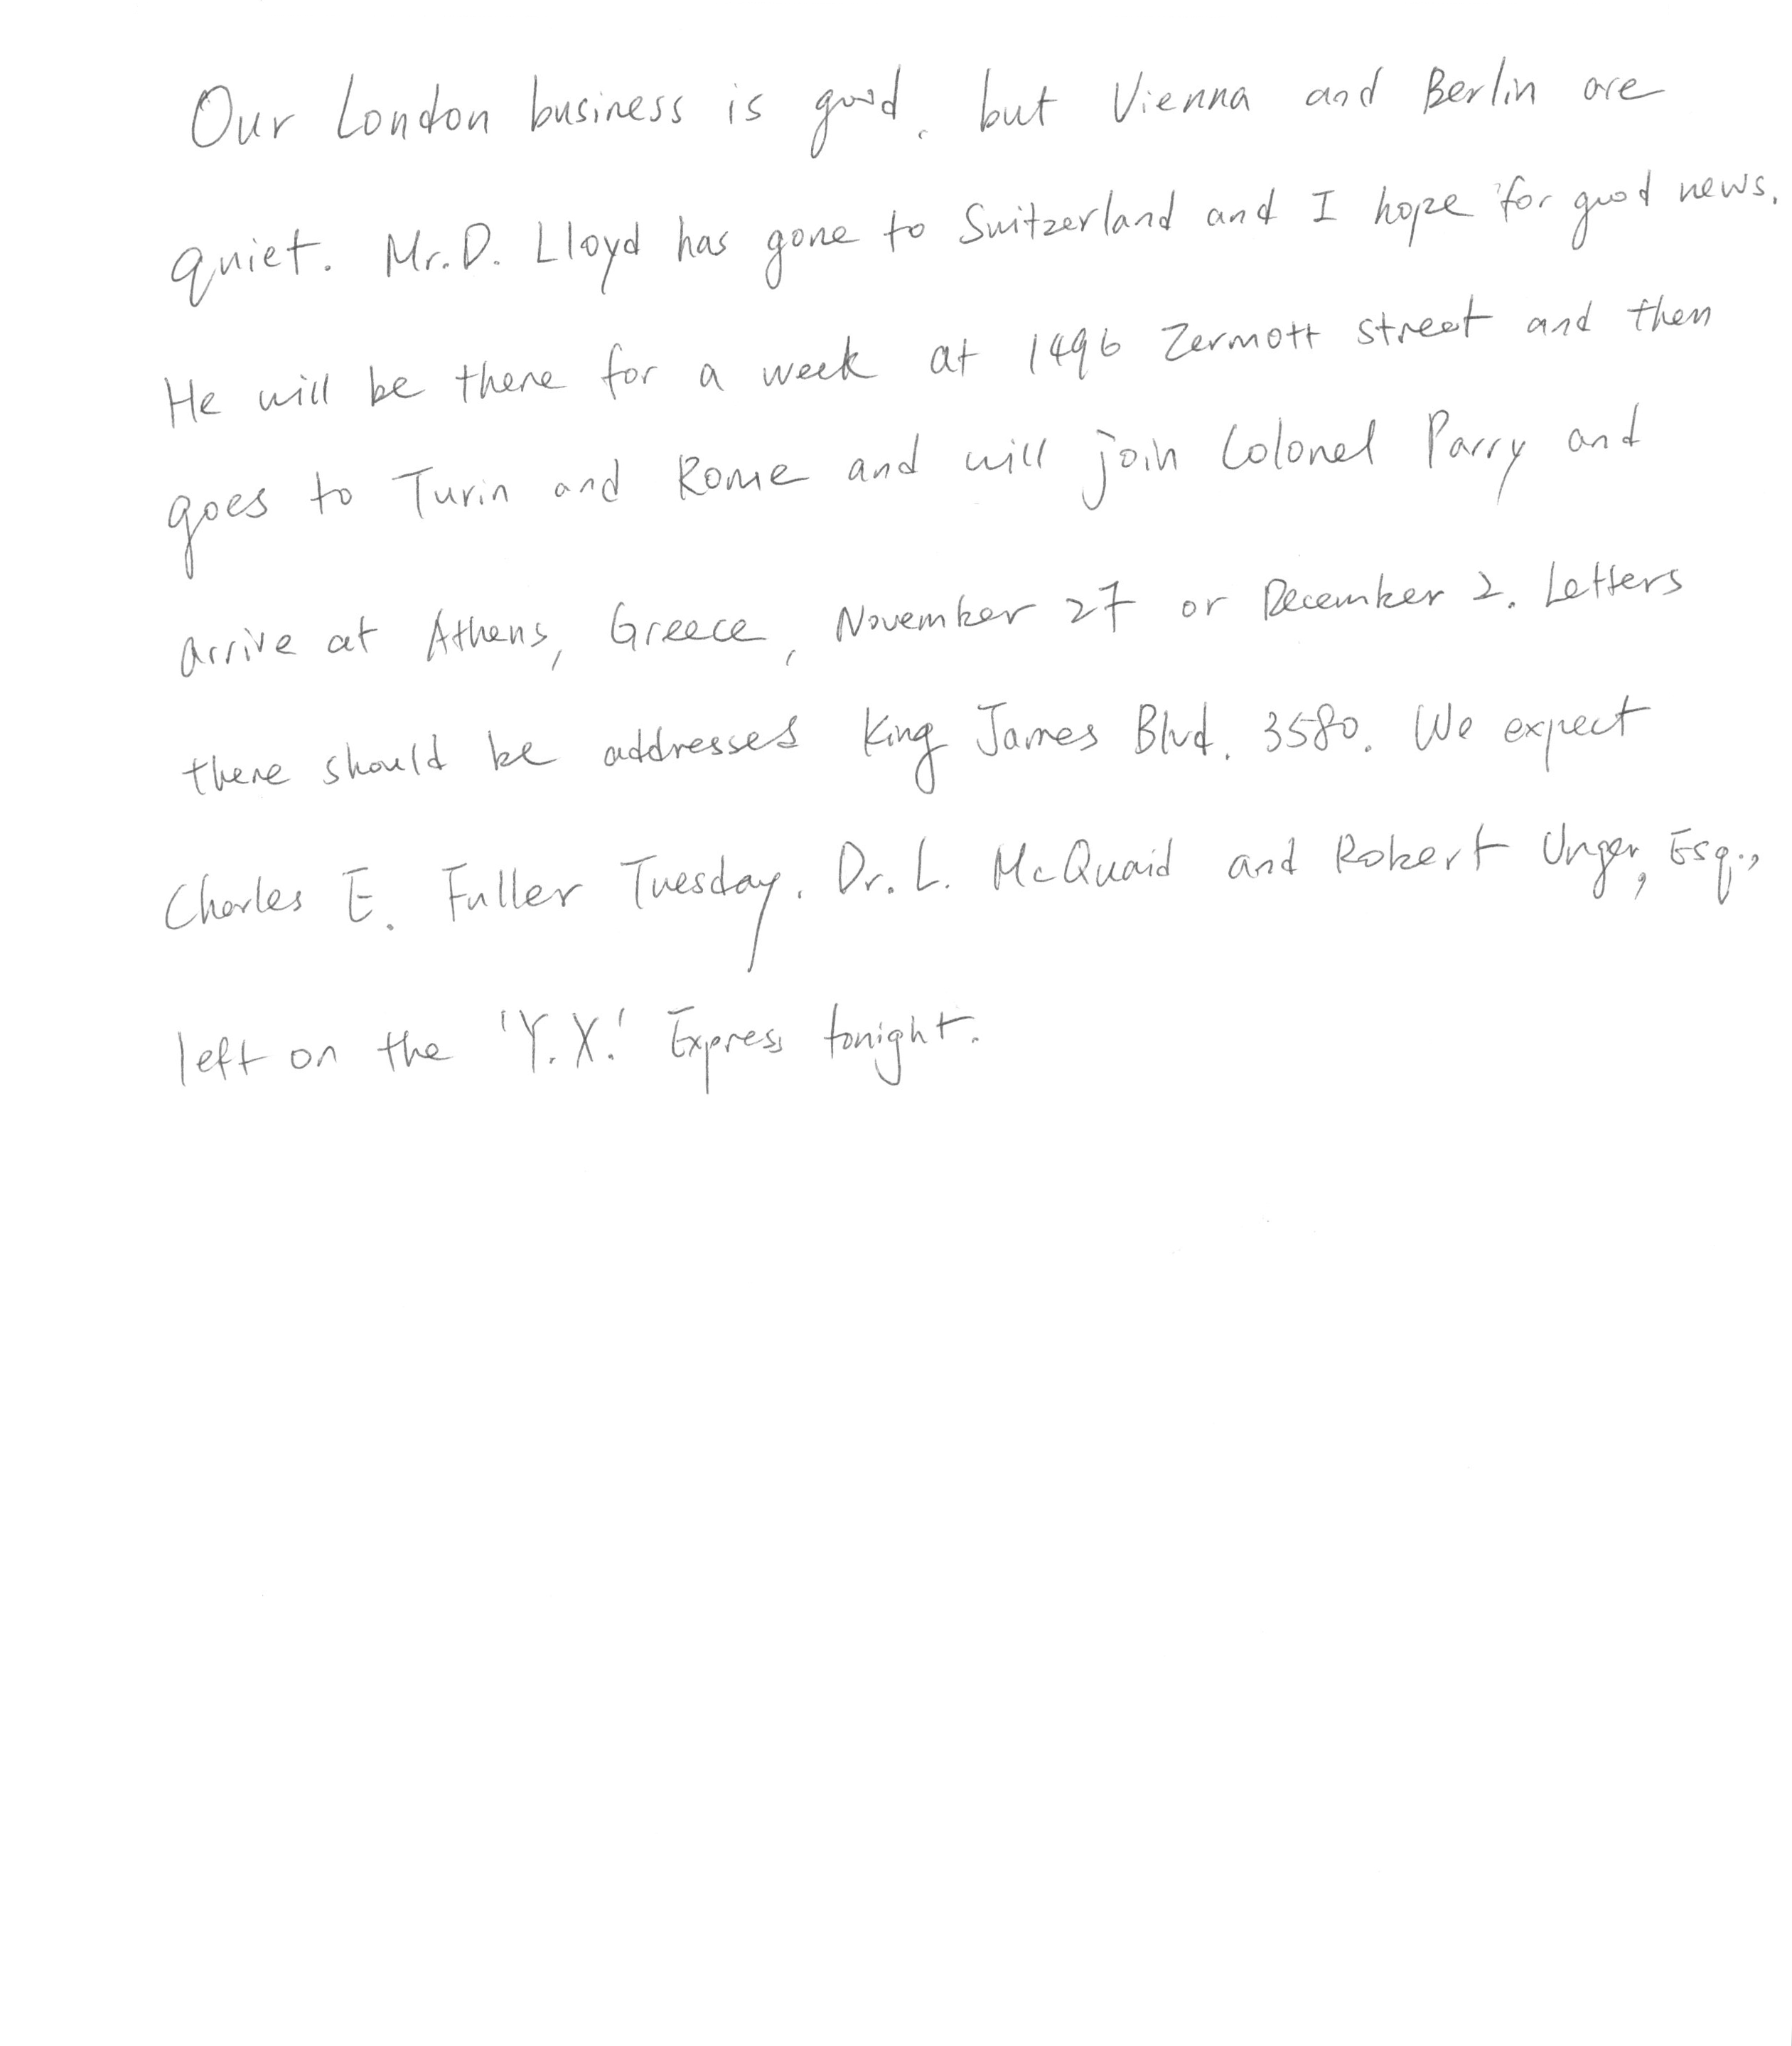 Our London business is good, but Vienna and Berlin are
quiet. Mr. D. Lloyd has gone to Switzerland and I hope for good news.
He will be there for a week at 1496 Zermott street and then
goes to Turin and Rome and will join Colonel Parry and
arrive at Athens, Greece, November 27 or December 2. Letters
there should be addresses King James Blvd. 3580. We expect
Charles E. Fuller Tuesday. Dr. L. McQuaid and Robert Unger, Esq.,
left on the 'Y.X.' Express tonight.